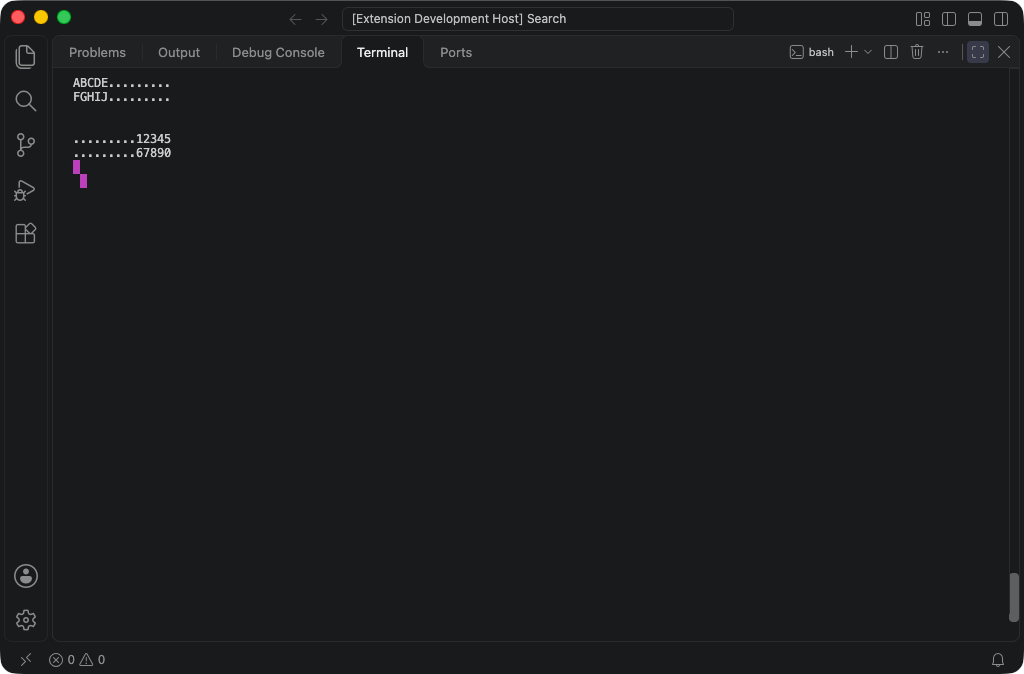 [Extension Development Host] Search
Problems
Output
Debug Console
Terminal
Ports
bash
ABCDE.........
FGHIJ.........
.........12345
.........67890
0
0